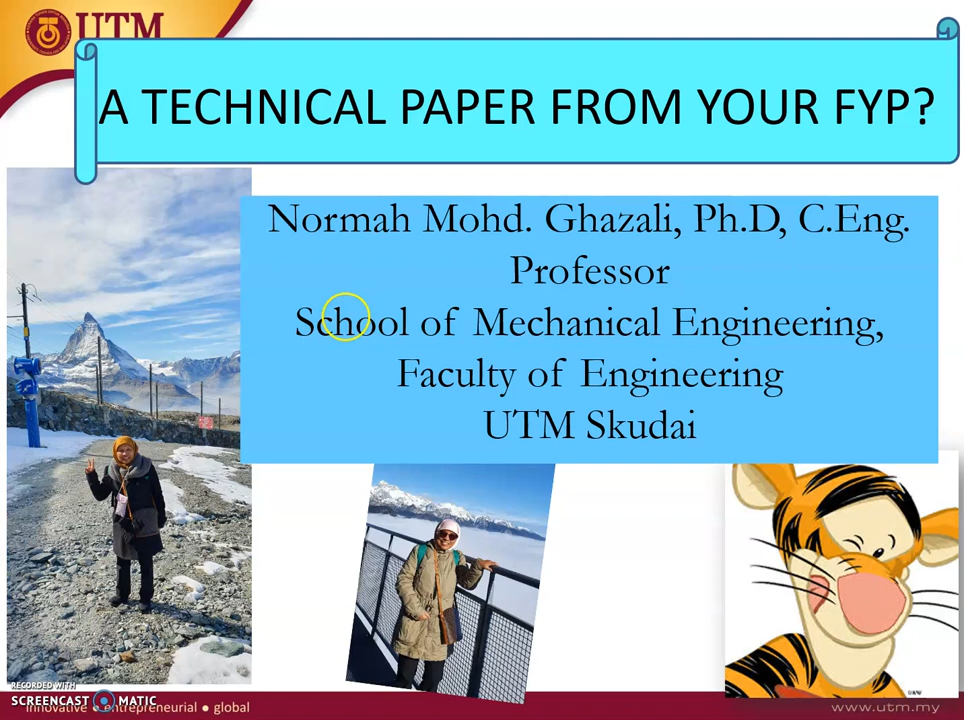 UTM
A TECHNICAL PAPER FROM YOUR FYP?
Normah Mohd. Ghazali, Ph.D, C.Eng.
Professor
School of Mechanical Engineering,
Faculty of Engineering
UTM Skudai
RECORDED WITH
SCREENCAST MATIC
innovative ● entrepreneurial ● global
www.utm.my